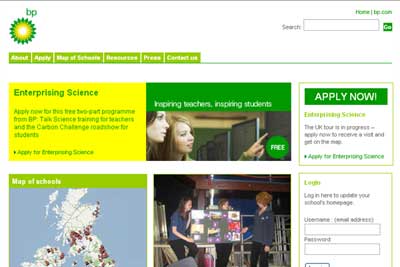 bp
Home | bp.com
Search:
Go
About
Apply
Map of Schools
Resources
Press
Contact us
Enterprising Science
Apply now for this free two-part programme
from BP: Talk Science training for teachers
and the Carbon Challenge roadshow for
students
Apply for Enterprising Science
Inspiring teachers, inspiring students
FREE
APPLY NOW!
Enterprising Science
The UK tour is in progress –
apply now to receive a visit and
get on the map.
Apply for Enterprising Science
Map of schools
Login
Log in here to update your
school's homepage.
Username : (email address)
Password: